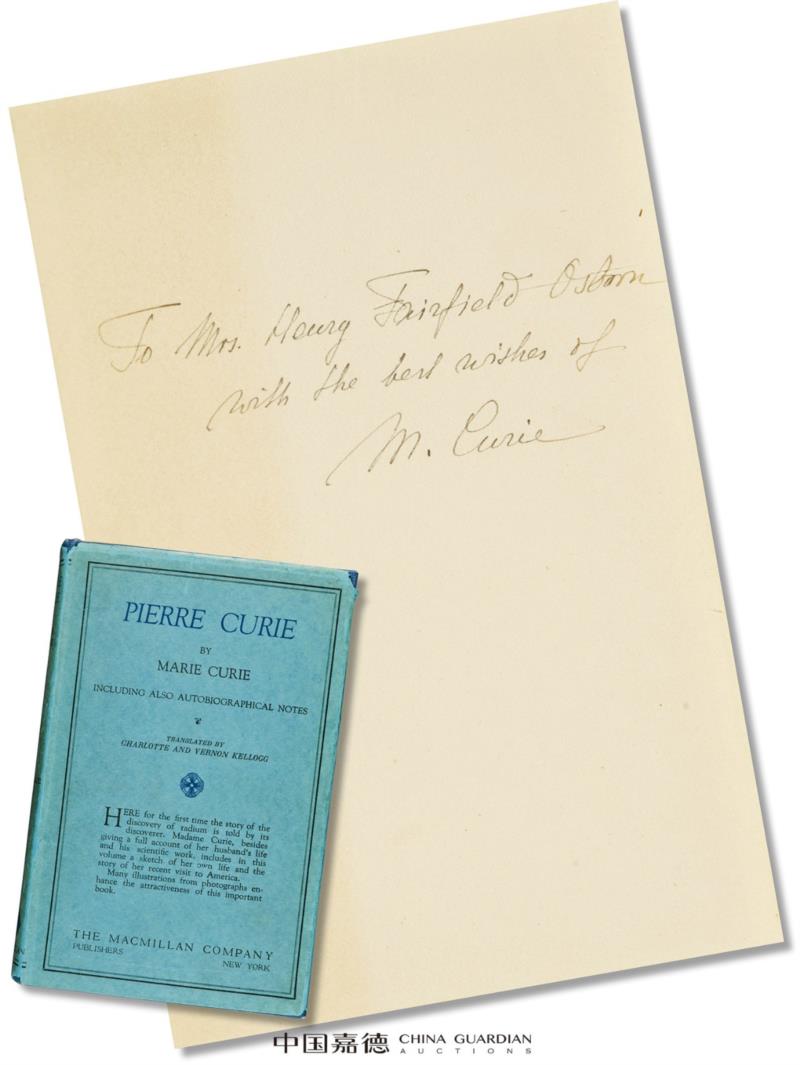 To Mrs. Henry Fairfield Osborn
with the best wishes of
M. Curie
PIERRE CURIE
BY
MARIE CURIE
INCLUDING ALSO AUTOBIOGRAPHICAL NOTES
TRANSLATED BY
CHARLOTTE AND VERNON KELLOGG
HERE for the first time the story of the
discovery of radium is told by its
discoverer. Madame Curie, besides
giving a full account of her husband's life
and his scientific work, includes in this
volume a sketch of her own life and the
story of her recent visit to America.
Many illustrations from photographs en-
hance the attractiveness of this important
book.
THE MACMILLAN COMPANY
PUBLISHERS NEW YORK
中国嘉德 CHINA GUARDIAN
AUCTIONS